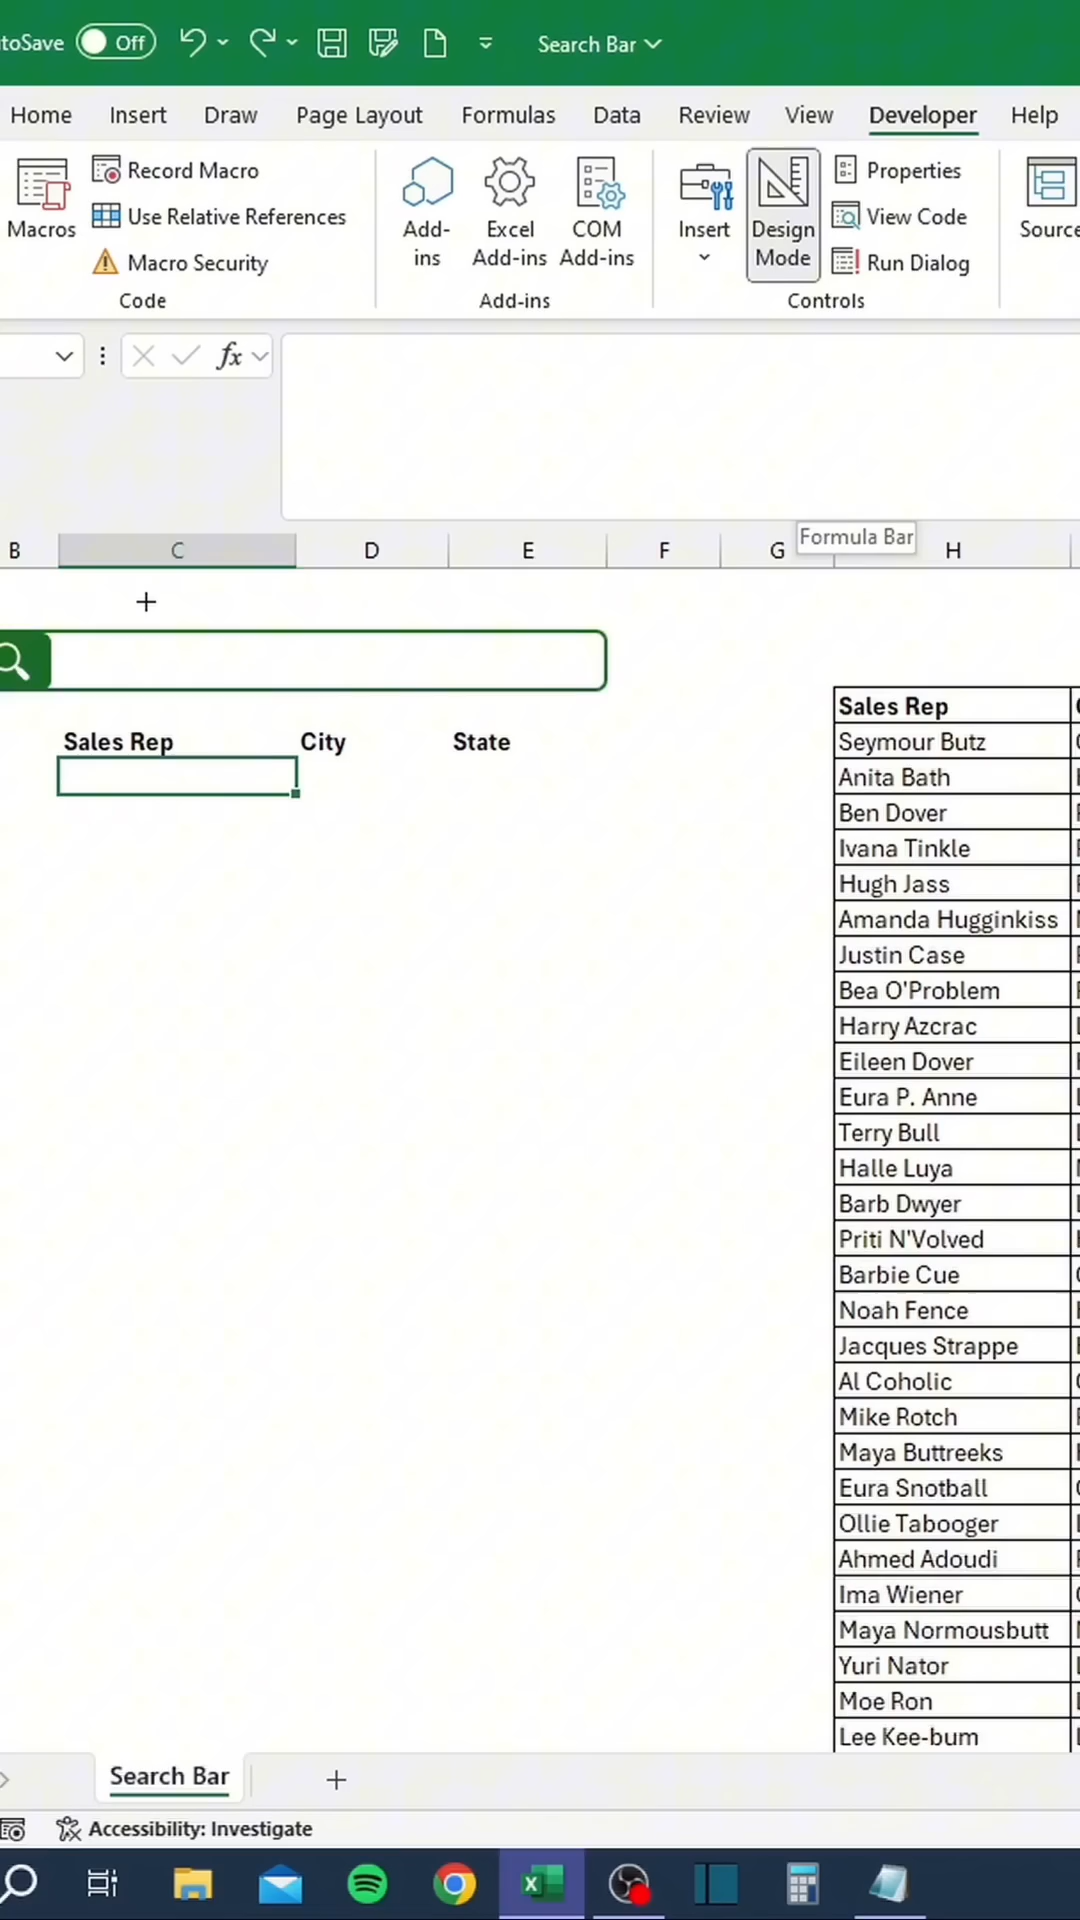 toSave Off Search Bar
Home Insert Draw Page Layout Formulas Data Review View Developer Help
Macros
Record Macro
Use Relative References
Macro Security
Code
Add-
ins
Excel
Add-ins
COM
Add-ins
Add-ins
Insert
Design
Mode
Properties
View Code
Run Dialog
Controls
Source
fx
Formula Bar
B C D E F G H
Sales Rep City State
Sales Rep
Seymour Butz
Anita Bath
Ben Dover
Ivana Tinkle
Hugh Jass
Amanda Hugginkiss
Justin Case
Bea O'Problem
Harry Azcrac
Eileen Dover
Eura P. Anne
Terry Bull
Halle Luya
Barb Dwyer
Priti N'Volved
Barbie Cue
Noah Fence
Jacques Strappe
Al Coholic
Mike Rotch
Maya Buttreeks
Eura Snotball
Ollie Tabooger
Ahmed Adoudi
Ima Wiener
Maya Normousbutt
Yuri Nator
Moe Ron
Lee Kee-bum
Search Bar
Accessibility: Investigate